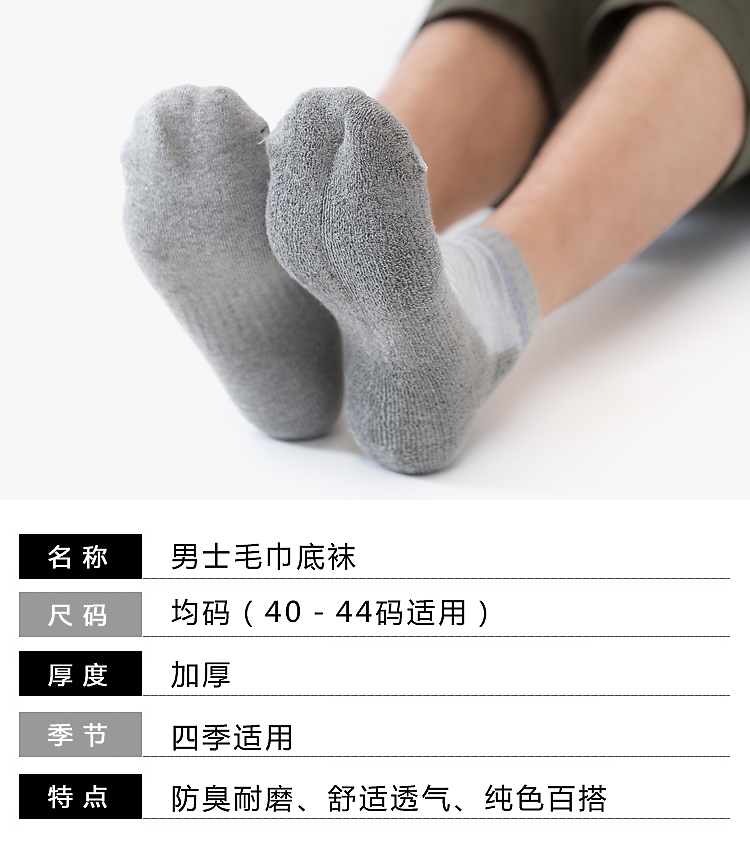 名称 男士毛巾底袜
尺码 均码（40 - 44码适用）
厚度 加厚
季节 四季适用
特点 防臭耐磨、舒适透气、纯色百搭